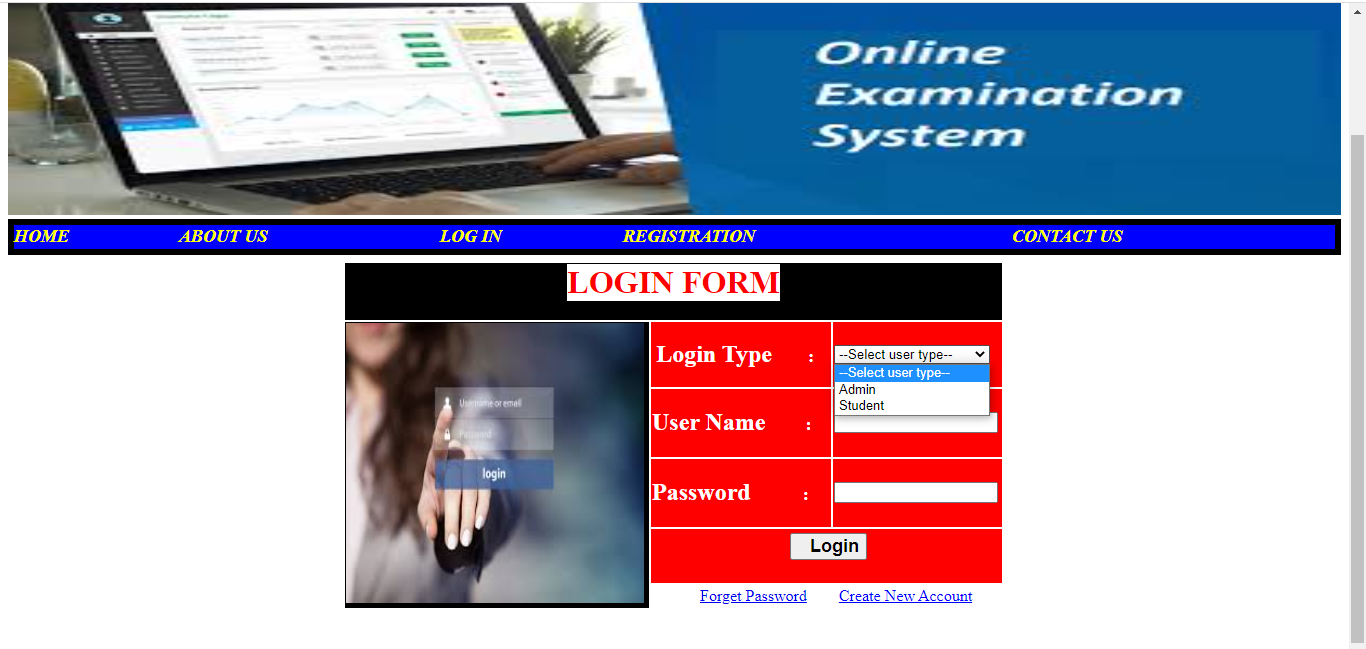 Online
Examination
System
HOME ABOUT US LOG IN REGISTRATION CONTACT US
LOGIN FORM
Username or email
Password
login
Login Type :
--Select user type--
--Select user type--
Admin
Student
User Name :
Password :
Login
Forget Password Create New Account